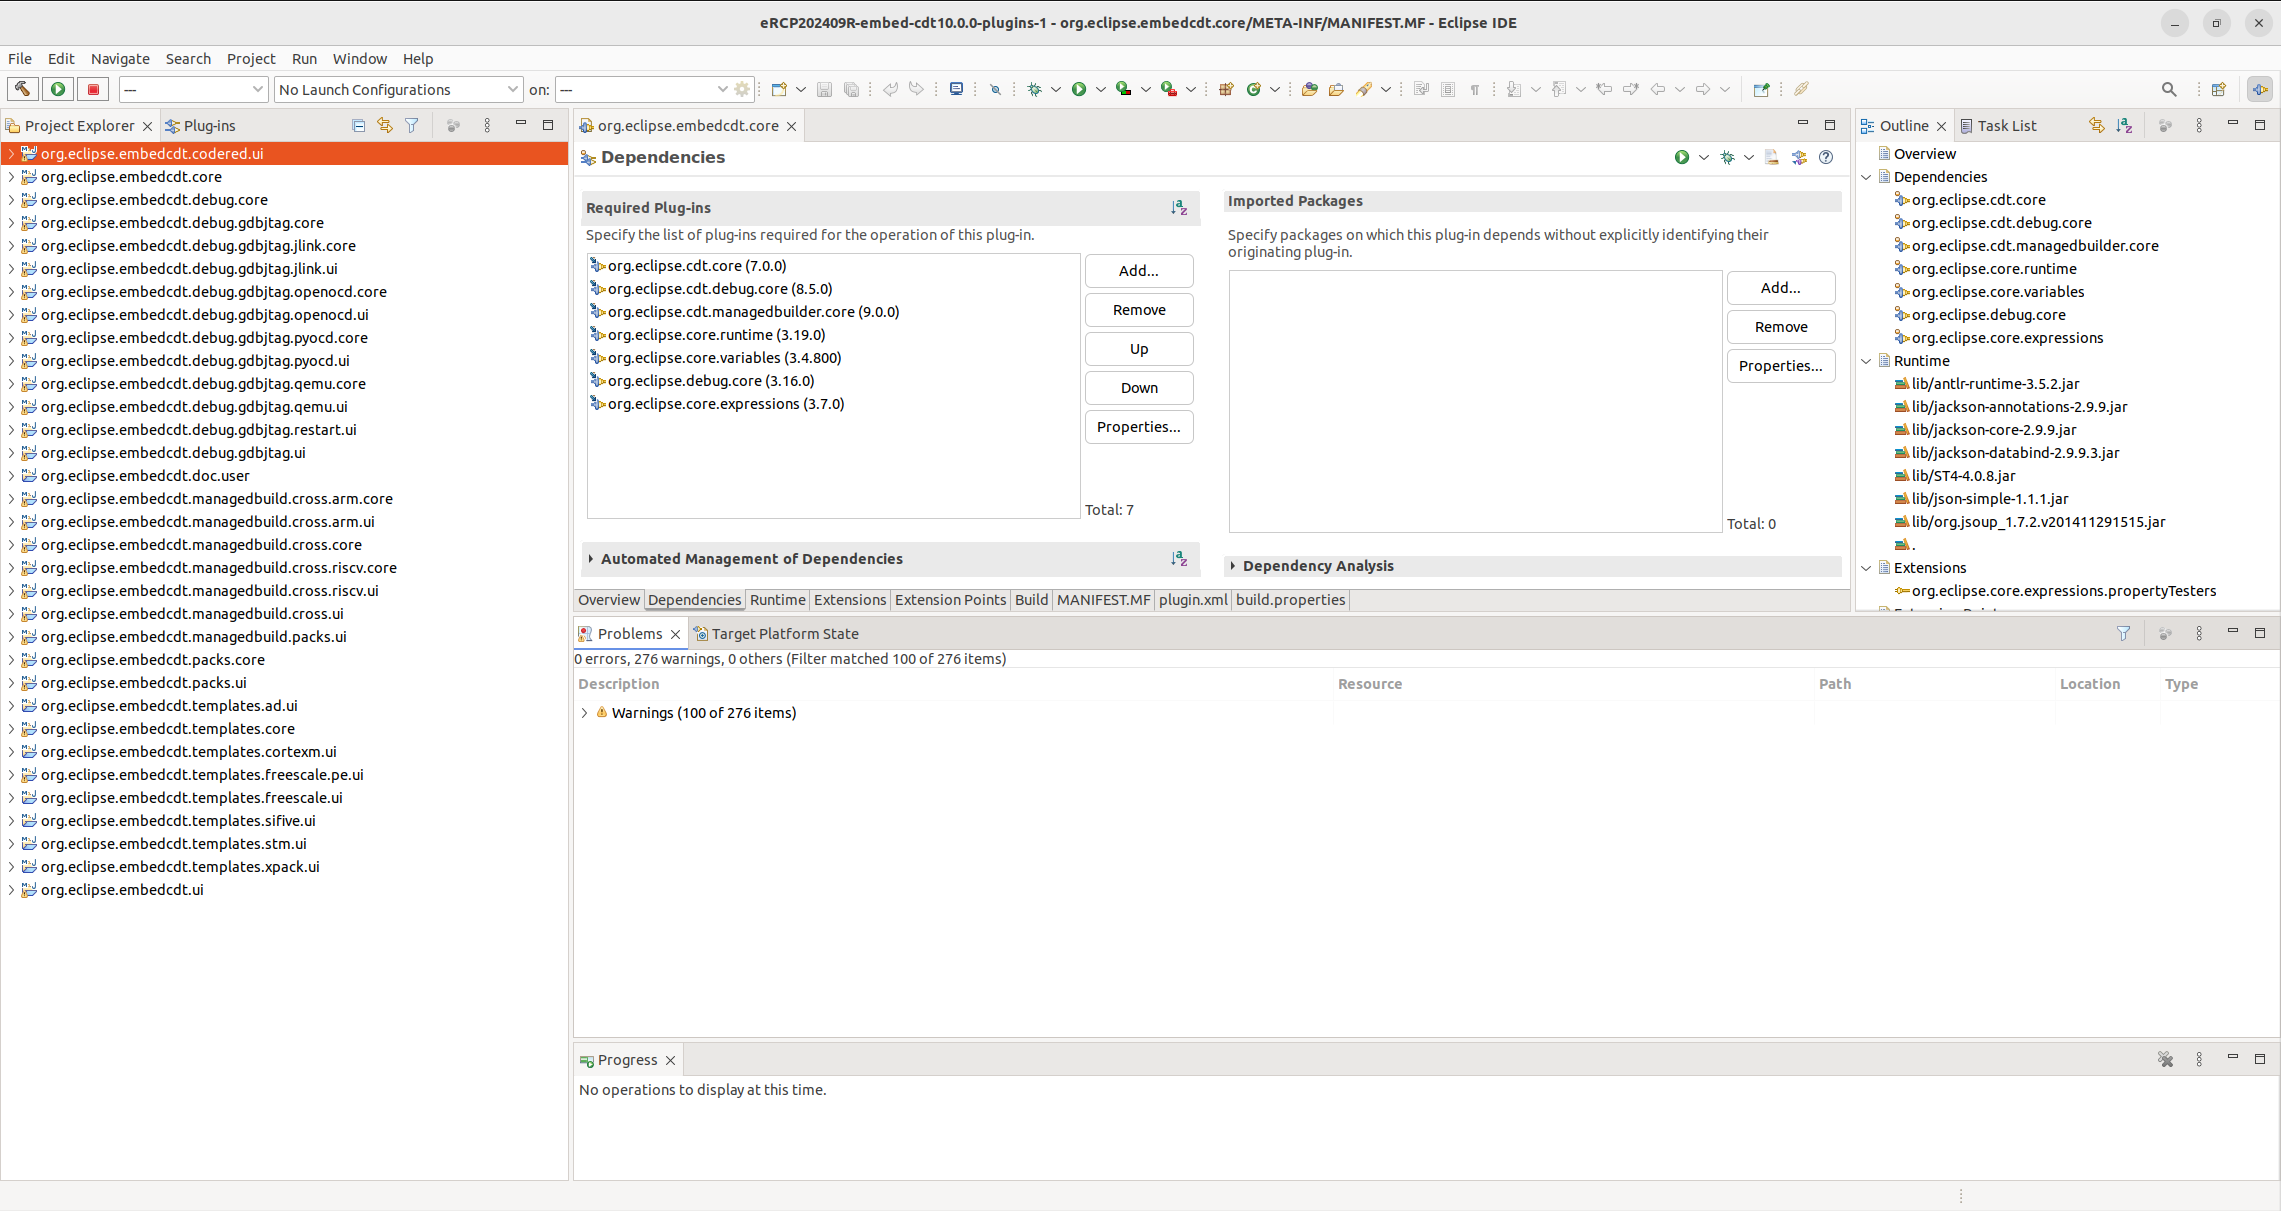 eRCP202409R-embed-cdt10.0.0-plugins-1 - org.eclipse.embedcdt.core/META-INF/MANIFEST.MF - Eclipse IDE
File Edit Navigate Search Project Run Window Help
--- No Launch Configurations on: ---
Project Explorer Plug-ins
org.eclipse.embedcdt.codered.ui
org.eclipse.embedcdt.core
org.eclipse.embedcdt.debug.core
org.eclipse.embedcdt.debug.gdbjtag.core
org.eclipse.embedcdt.debug.gdbjtag.jlink.core
org.eclipse.embedcdt.debug.gdbjtag.jlink.ui
org.eclipse.embedcdt.debug.gdbjtag.openocd.core
org.eclipse.embedcdt.debug.gdbjtag.openocd.ui
org.eclipse.embedcdt.debug.gdbjtag.pyocd.core
org.eclipse.embedcdt.debug.gdbjtag.pyocd.ui
org.eclipse.embedcdt.debug.gdbjtag.qemu.core
org.eclipse.embedcdt.debug.gdbjtag.qemu.ui
org.eclipse.embedcdt.debug.gdbjtag.restart.ui
org.eclipse.embedcdt.debug.gdbjtag.ui
org.eclipse.embedcdt.doc.user
org.eclipse.embedcdt.managedbuild.cross.arm.core
org.eclipse.embedcdt.managedbuild.cross.arm.ui
org.eclipse.embedcdt.managedbuild.cross.core
org.eclipse.embedcdt.managedbuild.cross.riscv.core
org.eclipse.embedcdt.managedbuild.cross.riscv.ui
org.eclipse.embedcdt.managedbuild.cross.ui
org.eclipse.embedcdt.managedbuild.packs.ui
org.eclipse.embedcdt.packs.core
org.eclipse.embedcdt.packs.ui
org.eclipse.embedcdt.templates.ad.ui
org.eclipse.embedcdt.templates.core
org.eclipse.embedcdt.templates.cortexm.ui
org.eclipse.embedcdt.templates.freescale.pe.ui
org.eclipse.embedcdt.templates.freescale.ui
org.eclipse.embedcdt.templates.sifive.ui
org.eclipse.embedcdt.templates.stm.ui
org.eclipse.embedcdt.templates.xpack.ui
org.eclipse.embedcdt.ui
org.eclipse.embedcdt.core
Dependencies
Required Plug-ins
Specify the list of plug-ins required for the operation of this plug-in.
org.eclipse.cdt.core (7.0.0)
org.eclipse.cdt.debug.core (8.5.0)
org.eclipse.cdt.managedbuilder.core (9.0.0)
org.eclipse.core.runtime (3.19.0)
org.eclipse.core.variables (3.4.800)
org.eclipse.debug.core (3.16.0)
org.eclipse.core.expressions (3.7.0)
Add...
Remove
Up
Down
Properties...
Total: 7
Automated Management of Dependencies
Imported Packages
Specify packages on which this plug-in depends without explicitly identifying their
originating plug-in.
Add...
Remove
Properties...
Total: 0
Dependency Analysis
Overview Dependencies Runtime Extensions Extension Points Build MANIFEST.MF plugin.xml build.properties
Outline Task List
Overview
Dependencies
org.eclipse.cdt.core
org.eclipse.cdt.debug.core
org.eclipse.cdt.managedbuilder.core
org.eclipse.core.runtime
org.eclipse.core.variables
org.eclipse.debug.core
org.eclipse.core.expressions
Runtime
lib/antlr-runtime-3.5.2.jar
lib/jackson-annotations-2.9.9.jar
lib/jackson-core-2.9.9.jar
lib/jackson-databind-2.9.9.3.jar
lib/ST4-4.0.8.jar
lib/json-simple-1.1.1.jar
lib/org.jsoup_1.7.2.v201411291515.jar
.
Extensions
org.eclipse.core.expressions.propertyTesters
Problems Target Platform State
0 errors, 276 warnings, 0 others (Filter matched 100 of 276 items)
Description Resource Path Location Type
Warnings (100 of 276 items)
Progress
No operations to display at this time.